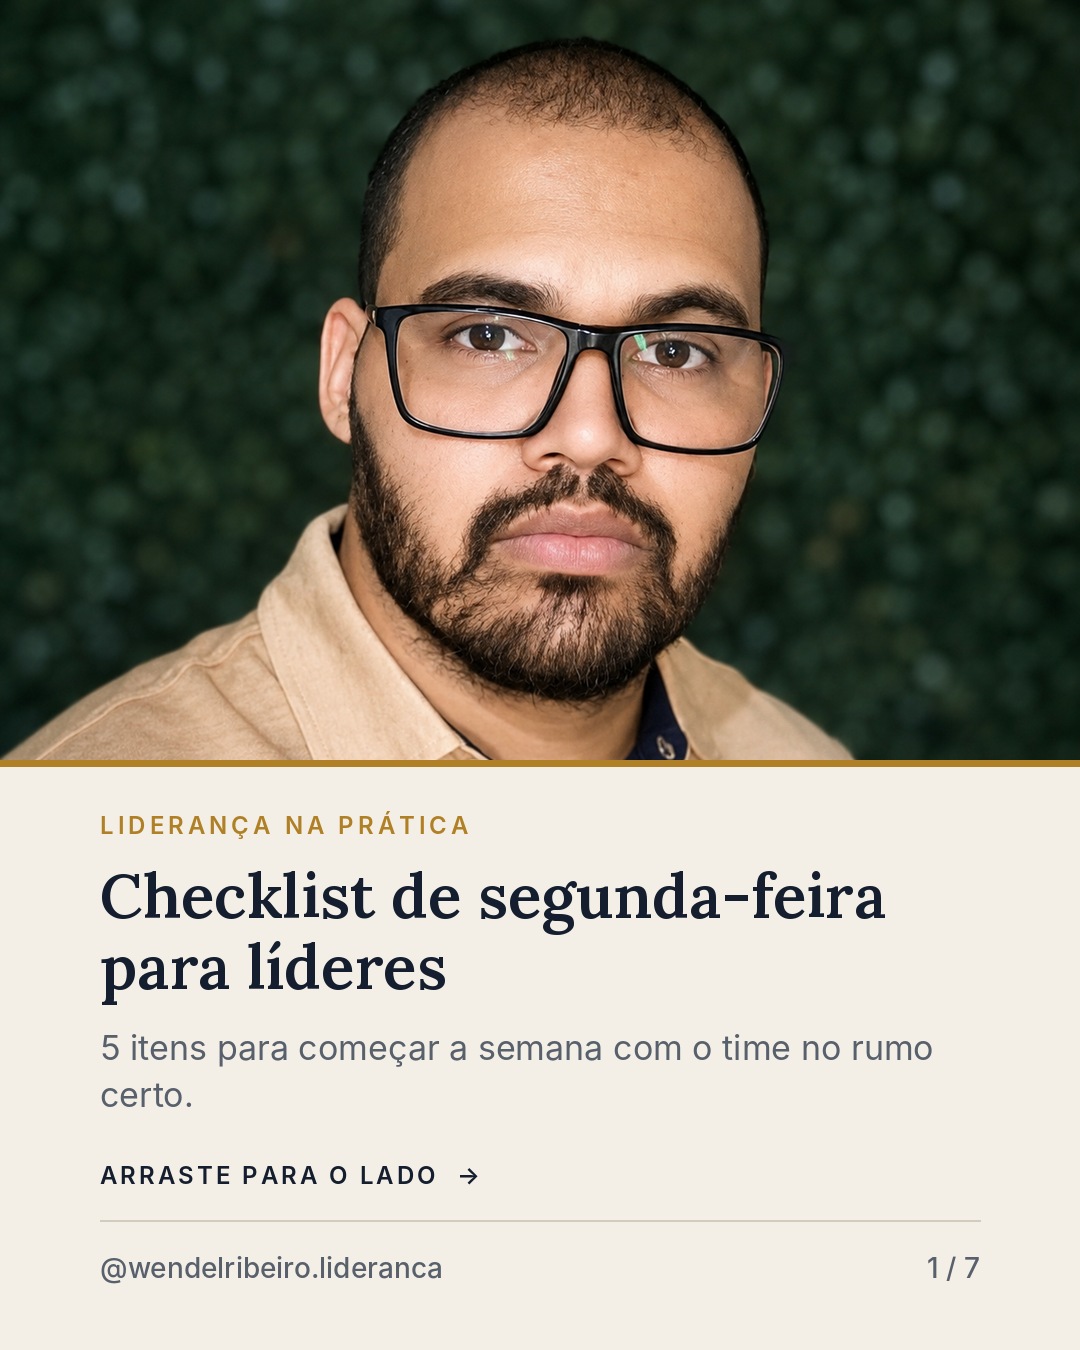 LIDERANÇA NA PRÁTICA
Checklist de segunda-feira
para líderes
5 itens para começar a semana com o time no rumo
certo.
ARRASTE PARA O LADO →
@wendelribeiro.lideranca
1 / 7